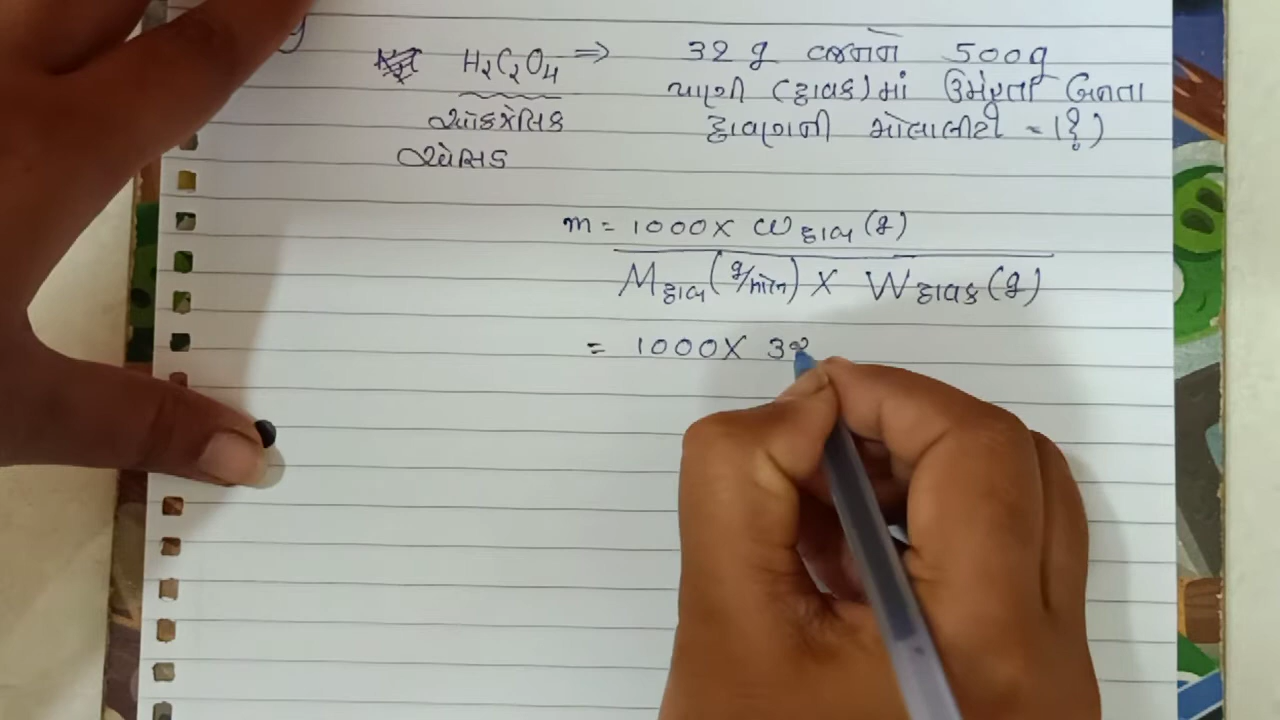 H₂C₂O₄ ⇒ 32 g વજનને 500g
પાણી (દ્રાવક)માં ઉમેરતા બનતા
ઓક્ઝેલિક દ્રાવણની મોલાલીટી = (?)
એસિડ
m = 1000 X W દ્રાવ્ય (g)
M દ્રાવ્ય (g/મોલ) X W દ્રાવક (g)
= 1000 X 32